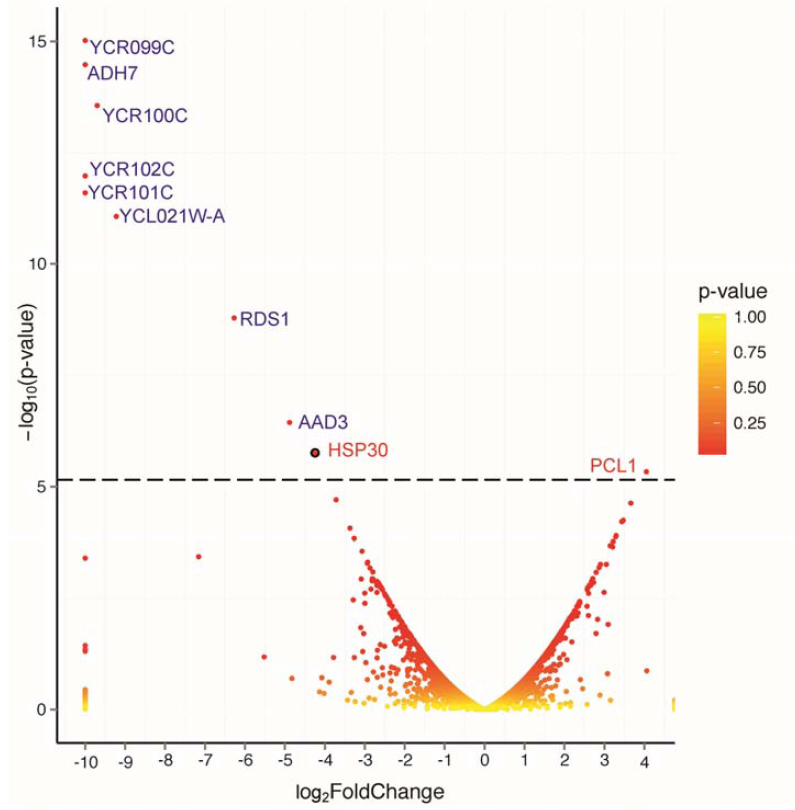 15
YCR099C
ADH7
YCR100C
YCR102C
YCR101C
YCL021W-A
10
RDS1
p-value
1.00
0.75
0.50
0.25
AAD3
HSP30
PCL1
5
0
−log10(p-value)
-10 -9 -8 -7 -6 -5 -4 -3 -2 -1 0 1 2 3 4
log2FoldChange